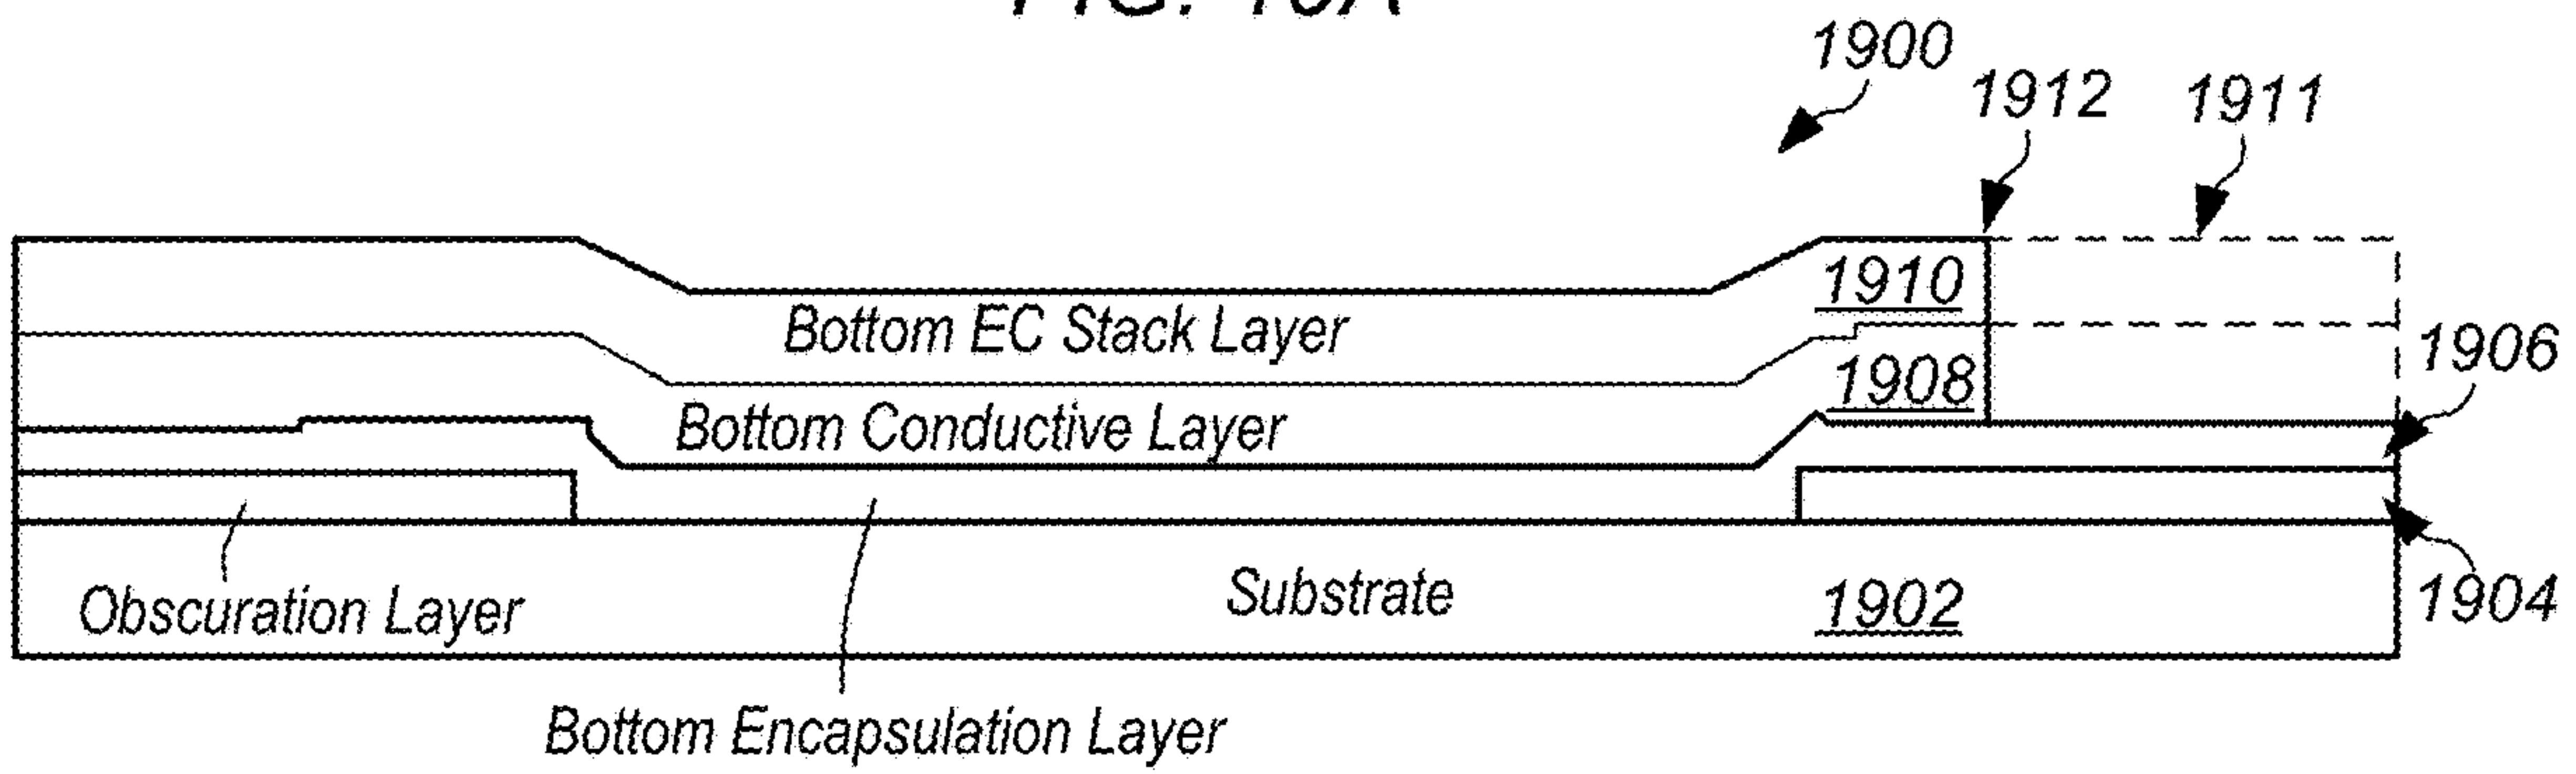 1900
1912
1911
Bottom EC Stack Layer
1910
1906
1908
Bottom Conductive Layer
Obscuration Layer
Substrate
1902
1904
Bottom Encapsulation Layer